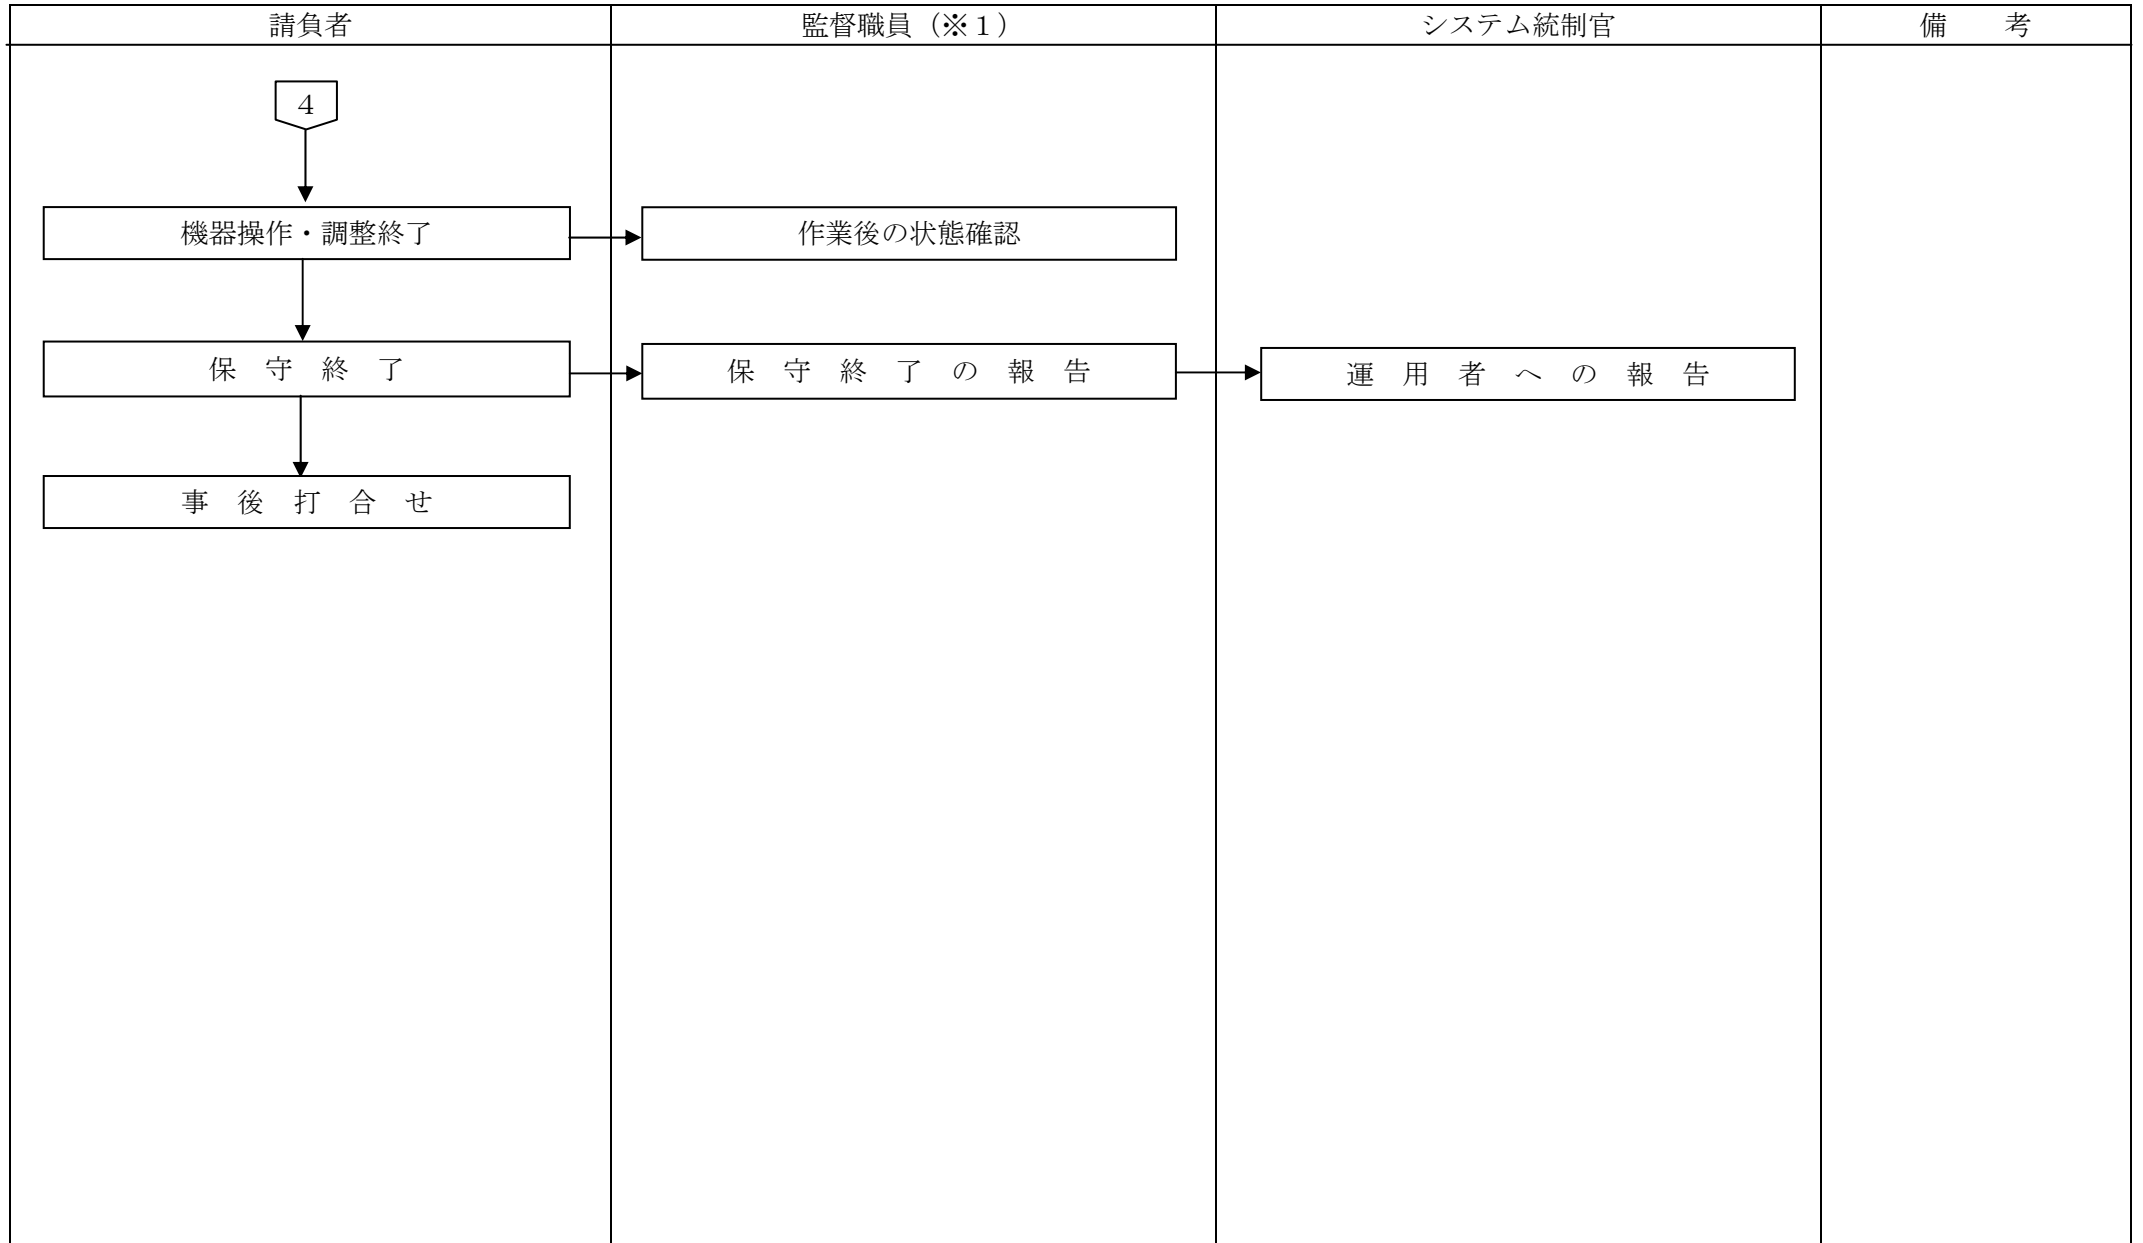 請負者
監督職員（※１）
システム統制官
備　　考
４
機器操作・調整終了
作業後の状態確認
保　守　終　了
保　守　終　了　の　報　告
運　用　者　へ　の　報　告
事　後　打　合　せ